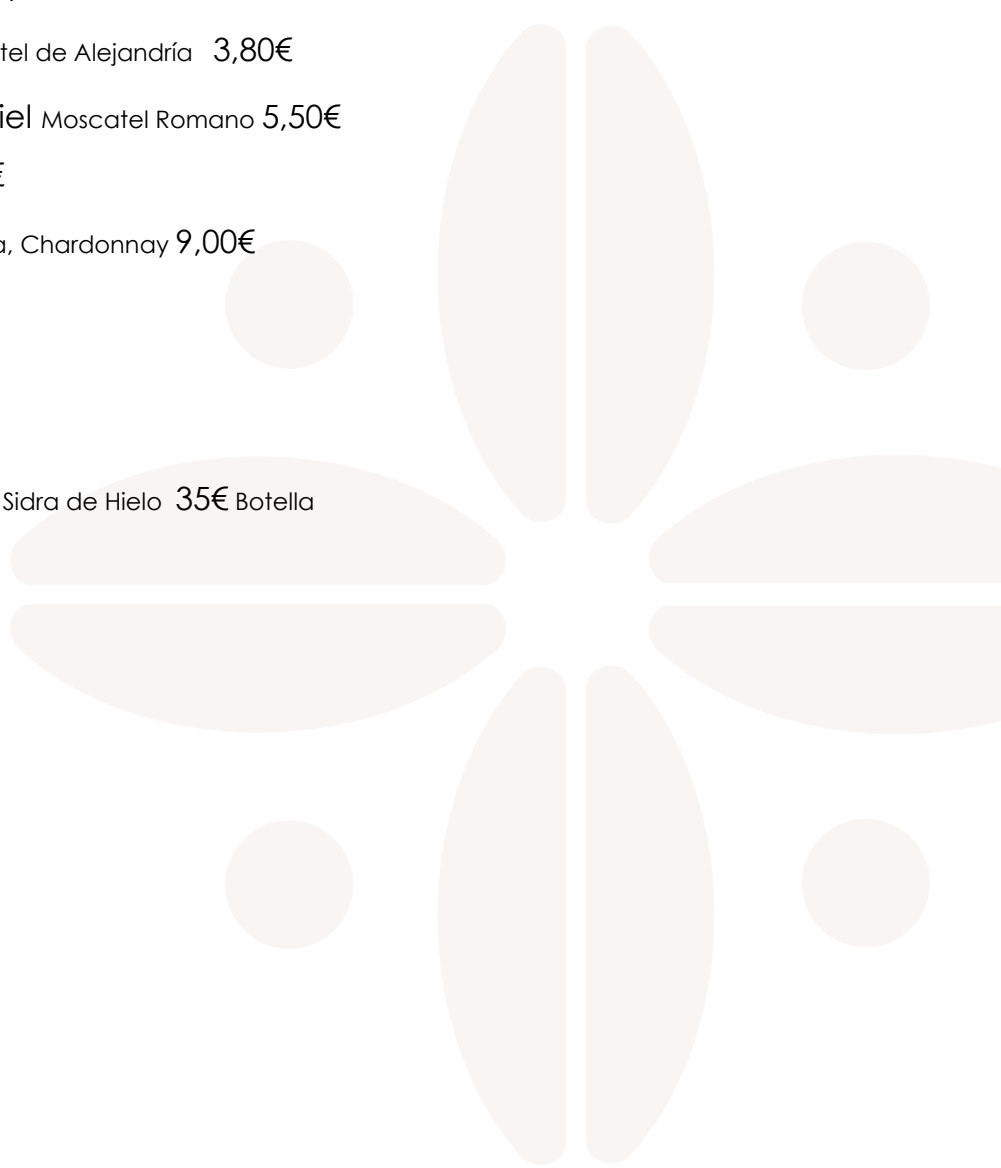 tel de Alejandría 3,80€
iel Moscatel Romano 5,50€
€
a, Chardonnay 9,00€
Sidra de Hielo 35€ Botella